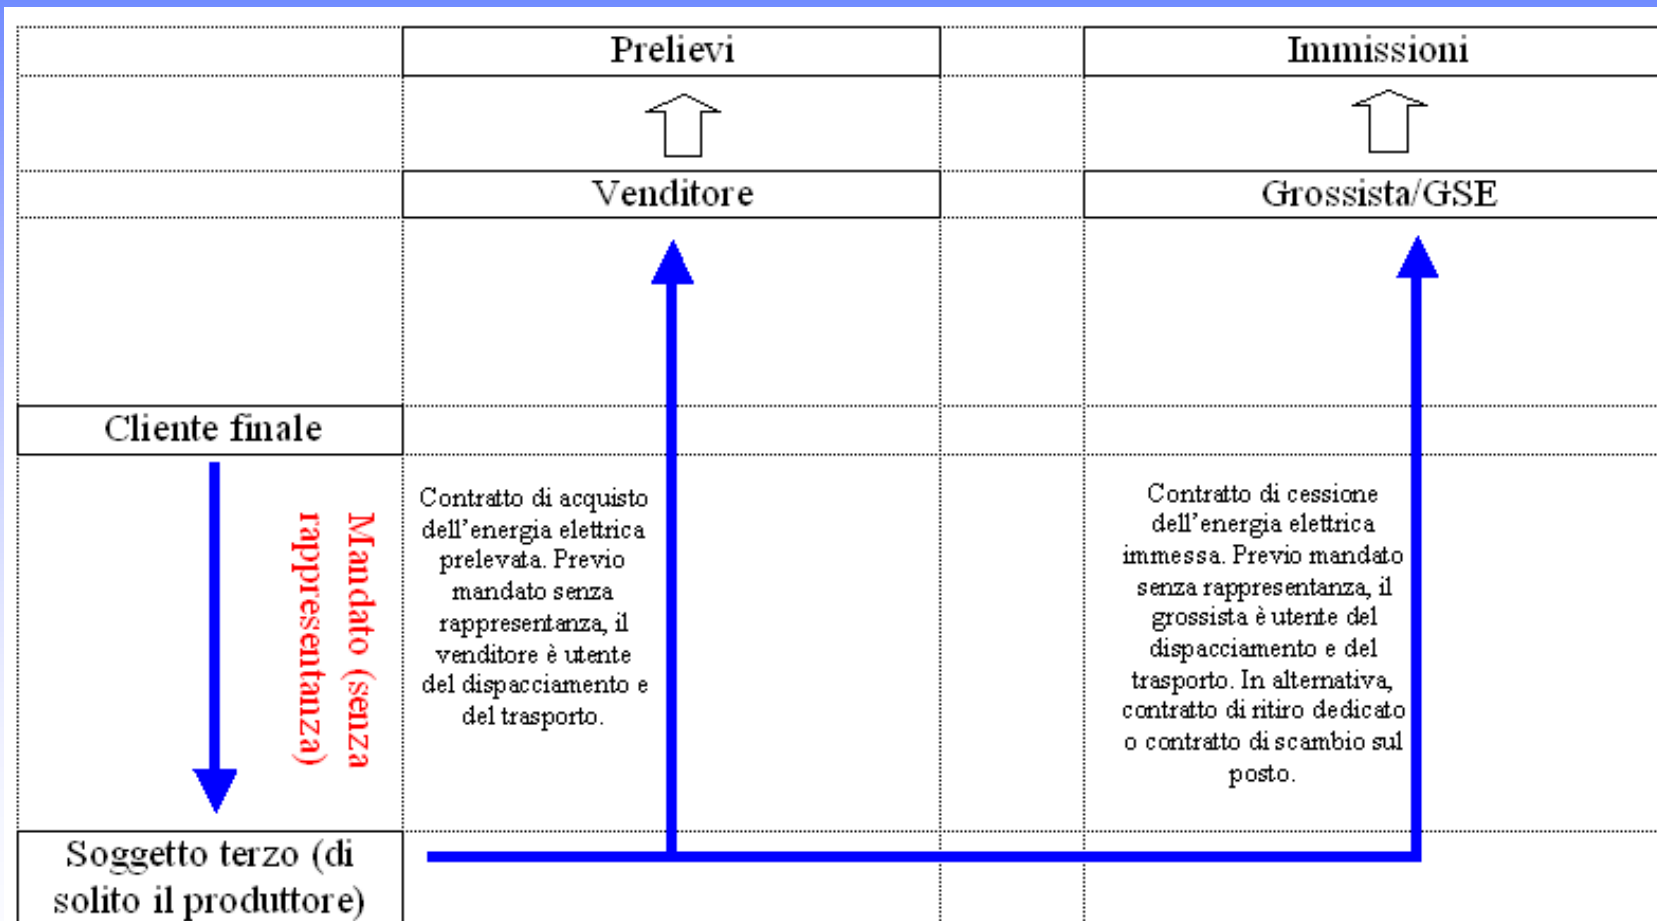 Prelievi
Immissioni
Venditore
Grossista/GSE
Cliente finale
Mandato (senza
rappresentanza)
Contratto di acquisto
dell'energia elettrica
prelevata. Previo
mandato senza
rappresentanza, il
venditore è utente
del dispacciamento e
del trasporto.
Contratto di cessione
dell'energia elettrica
immessa. Previo mandato
senza rappresentanza, il
grossista è utente del
dispacciamento e del
trasporto. In alternativa,
contratto di ritiro dedicato
o contratto di scambio sul
posto.
Soggetto terzo (di
solito il produttore)